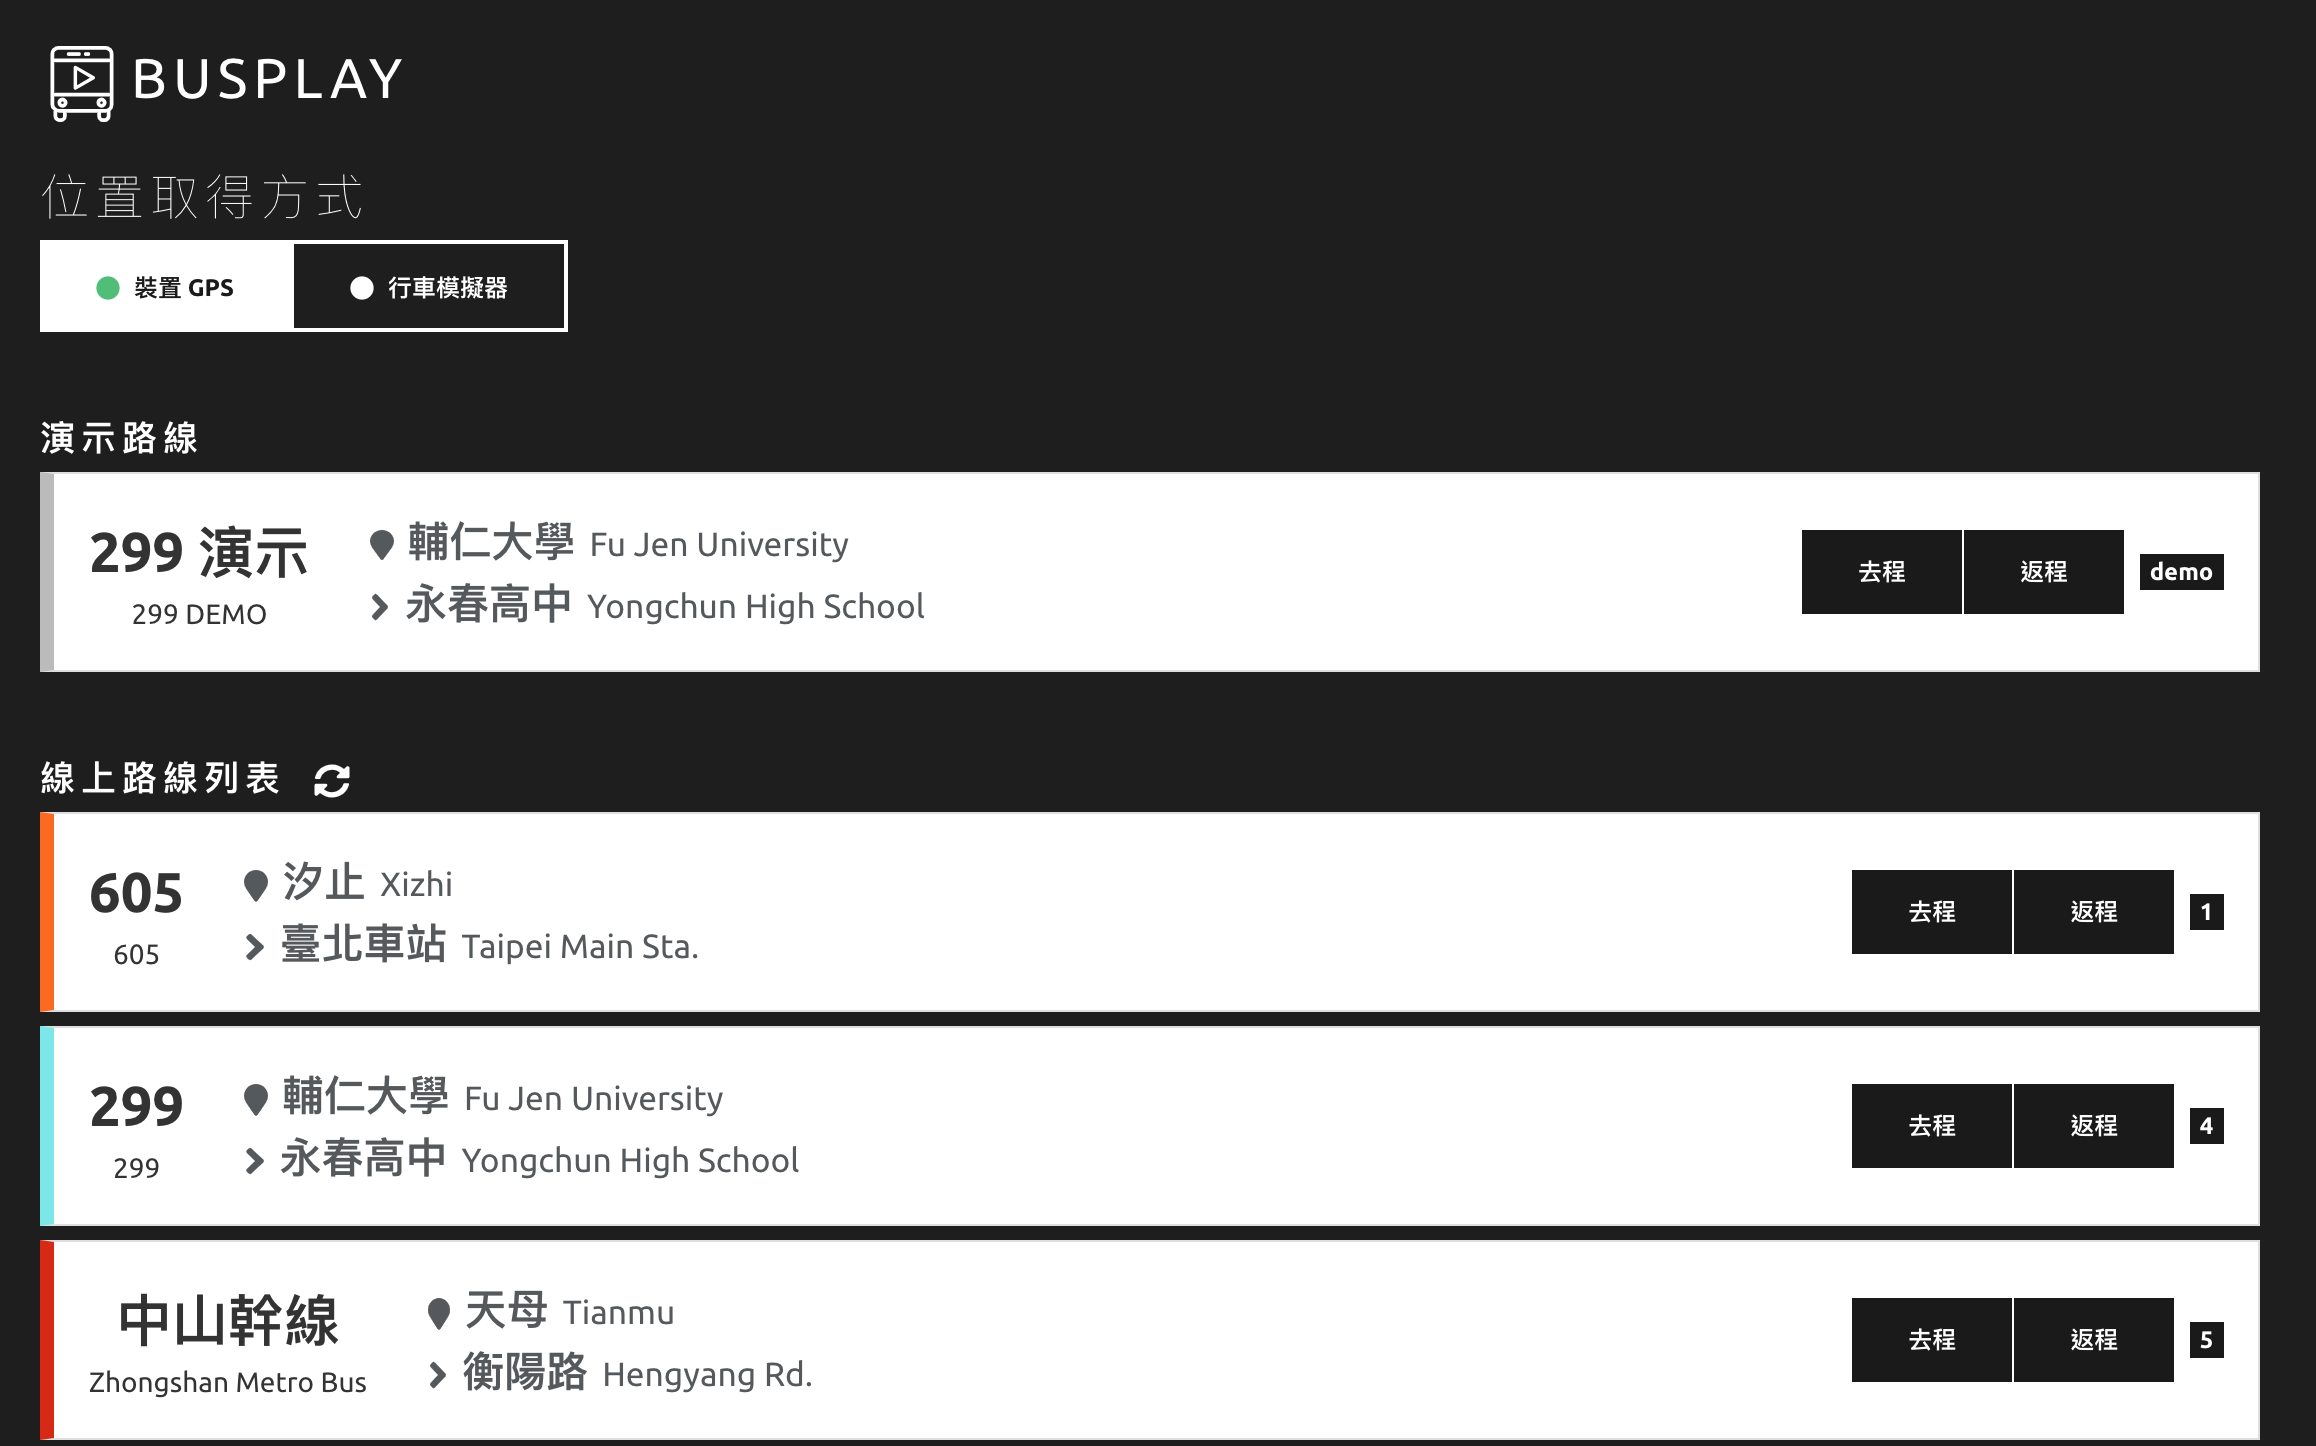 BUSPLAY
位置取得方式
裝置 GPS 行車模擬器
演示路線
299 演示
299 DEMO
輔仁大學 Fu Jen University
永春高中 Yongchun High School
去程 返程 demo
線上路線列表
605
605
汐止 Xizhi
臺北車站 Taipei Main Sta.
去程 返程 1
299
299
輔仁大學 Fu Jen University
永春高中 Yongchun High School
去程 返程 4
中山幹線
Zhongshan Metro Bus
天母 Tianmu
衡陽路 Hengyang Rd.
去程 返程 5